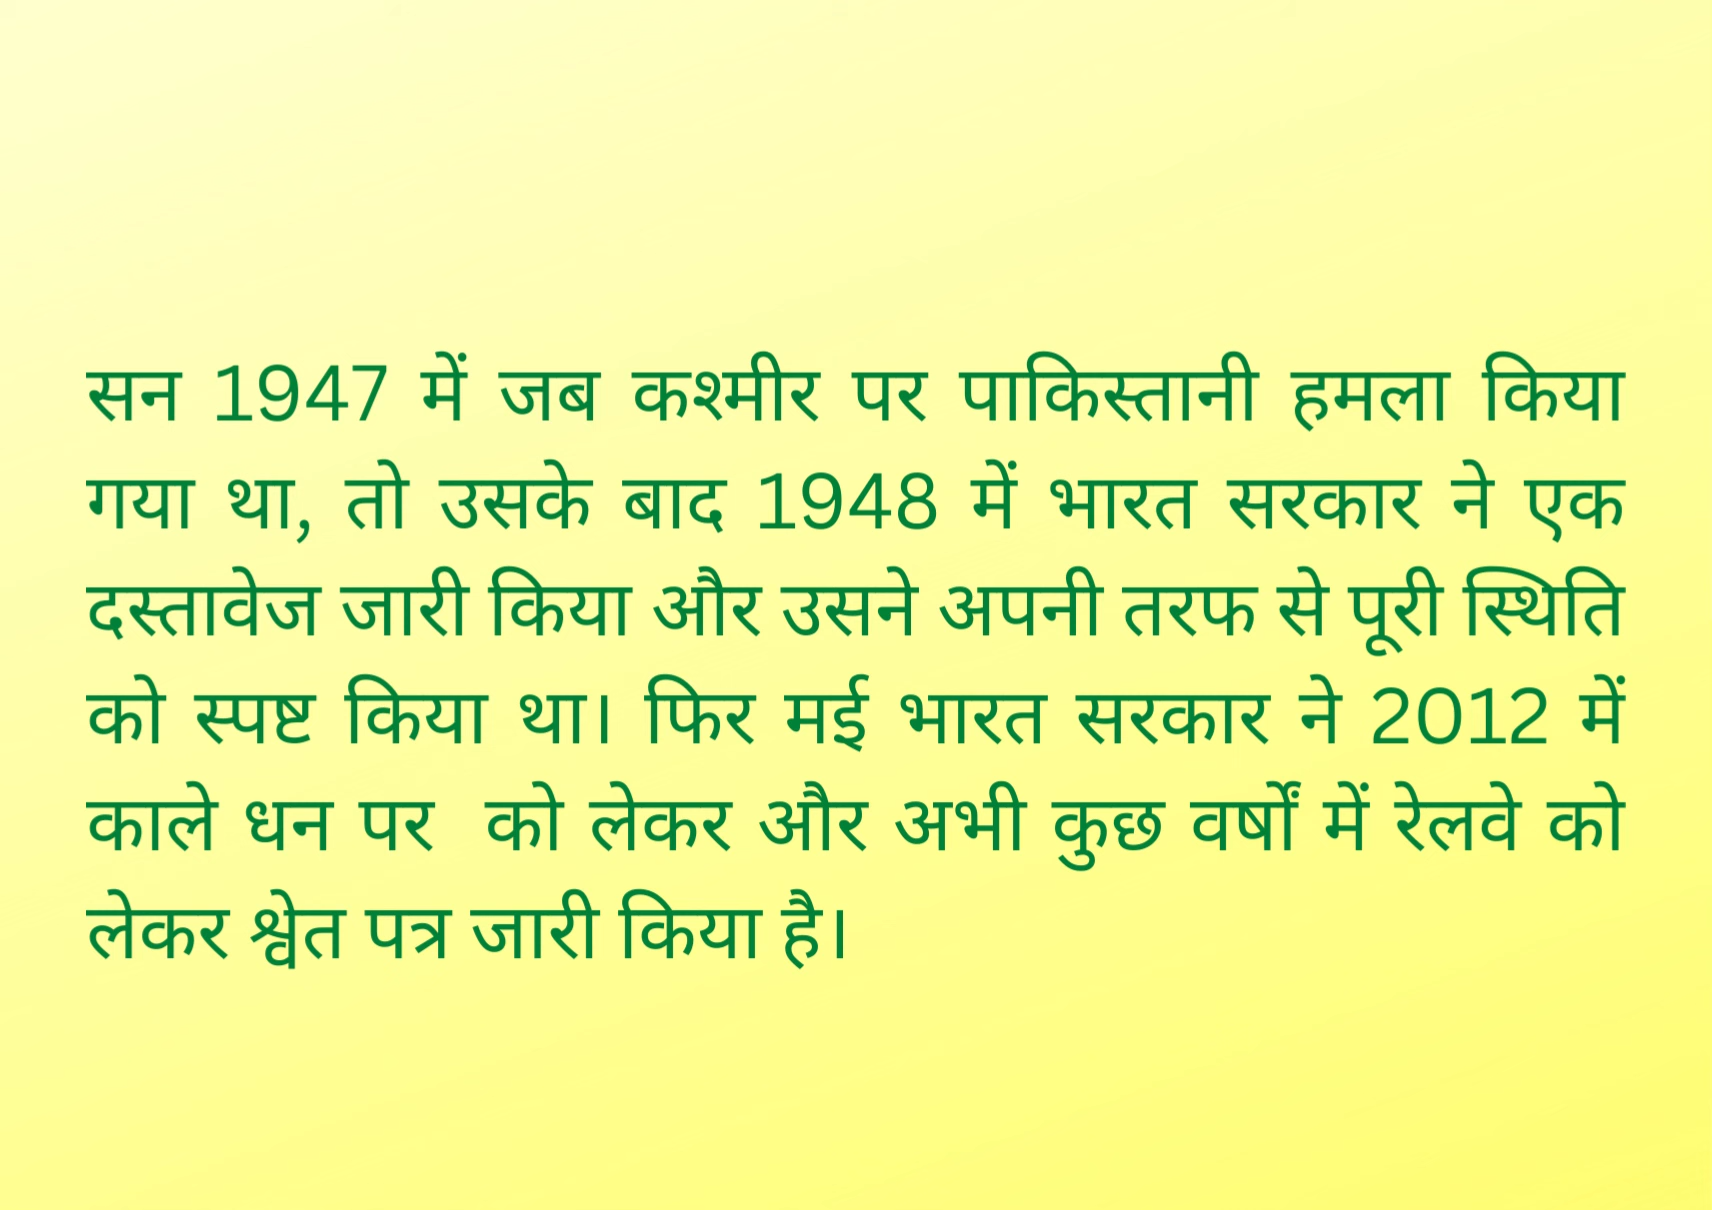 सन 1947 में जब कश्मीर पर पाकिस्तानी हमला किया
गया था, तो उसके बाद 1948 में भारत सरकार ने एक
दस्तावेज जारी किया और उसने अपनी तरफ से पूरी स्थिति
को स्पष्ट किया था। फिर मई भारत सरकार ने 2012 में
काले धन पर  को लेकर और अभी कुछ वर्षों में रेलवे को
लेकर श्वेत पत्र जारी किया है।